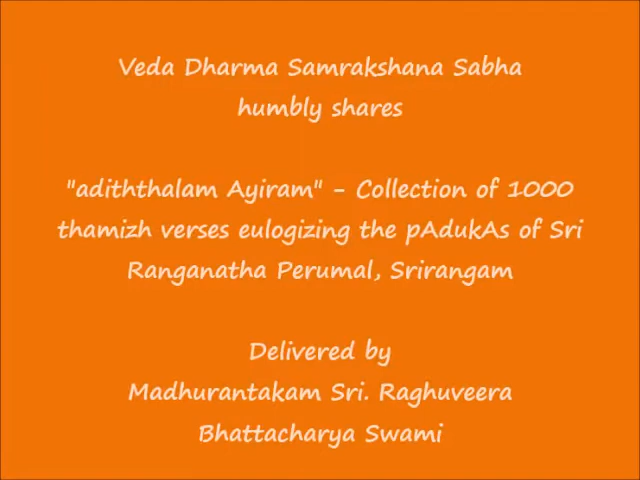 Veda Dharma Samrakshana Sabha
humbly shares
"adiththalam Ayiram" - Collection of 1000
thamizh verses eulogizing the pAdukAs of Sri
Ranganatha Perumal, Srirangam
Delivered by
Madhurantakam Sri. Raghuveera
Bhattacharya Swami